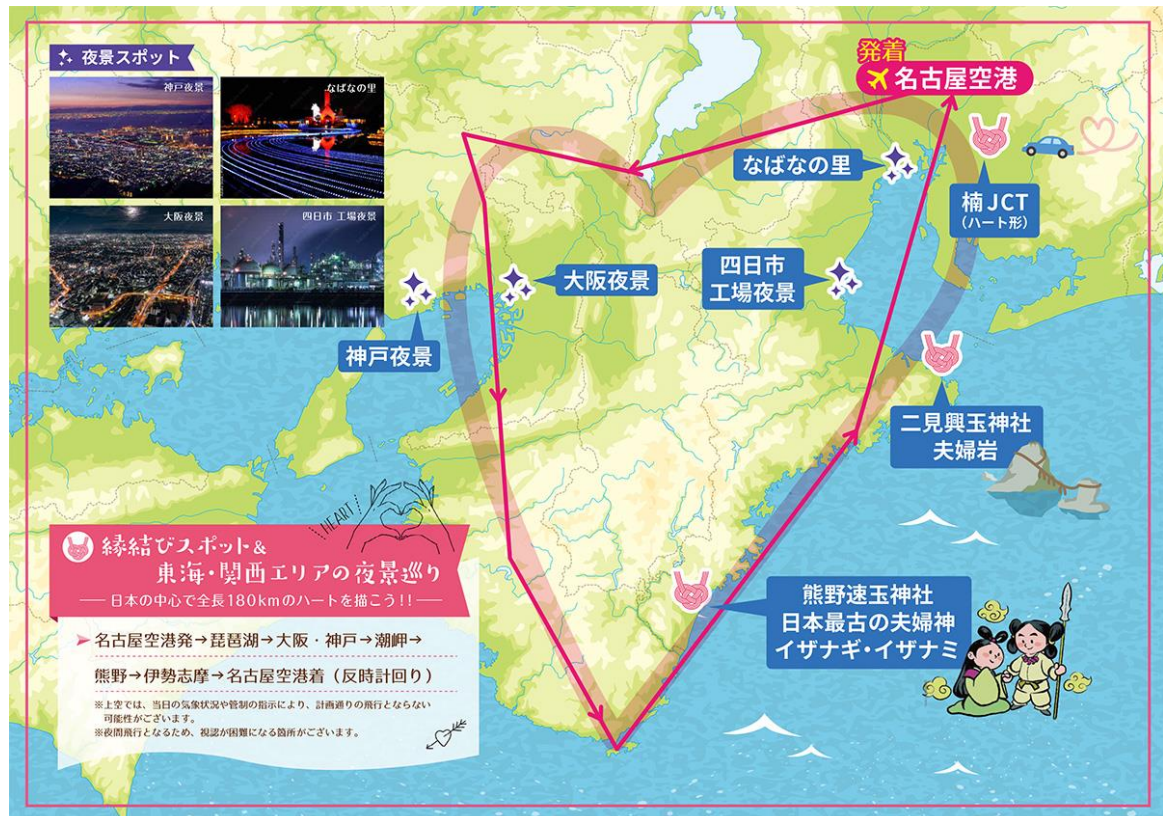 夜景スポット
神戸夜景
なばなの里
大阪夜景
四日市 工場夜景
発着
名古屋空港
なばなの里
楠JCT
(ハート形)
大阪夜景
四日市
工場夜景
神戸夜景
二見興玉神社
夫婦岩
熊野速玉神社
日本最古の夫婦神
イザナギ・イザナミ
HEART
縁結びスポット&
東海・関西エリアの夜景巡り
日本の中心で全長180kmのハートを描こう!!
名古屋空港発→琵琶湖→大阪・神戸→潮岬→
熊野→伊勢志摩→名古屋空港着(反時計回り)
※上空では、当日の気象状況や管制の指示により、計画通りの飛行とならない
可能性がございます。
※夜間飛行となるため、視認が困難になる箇所がございます。